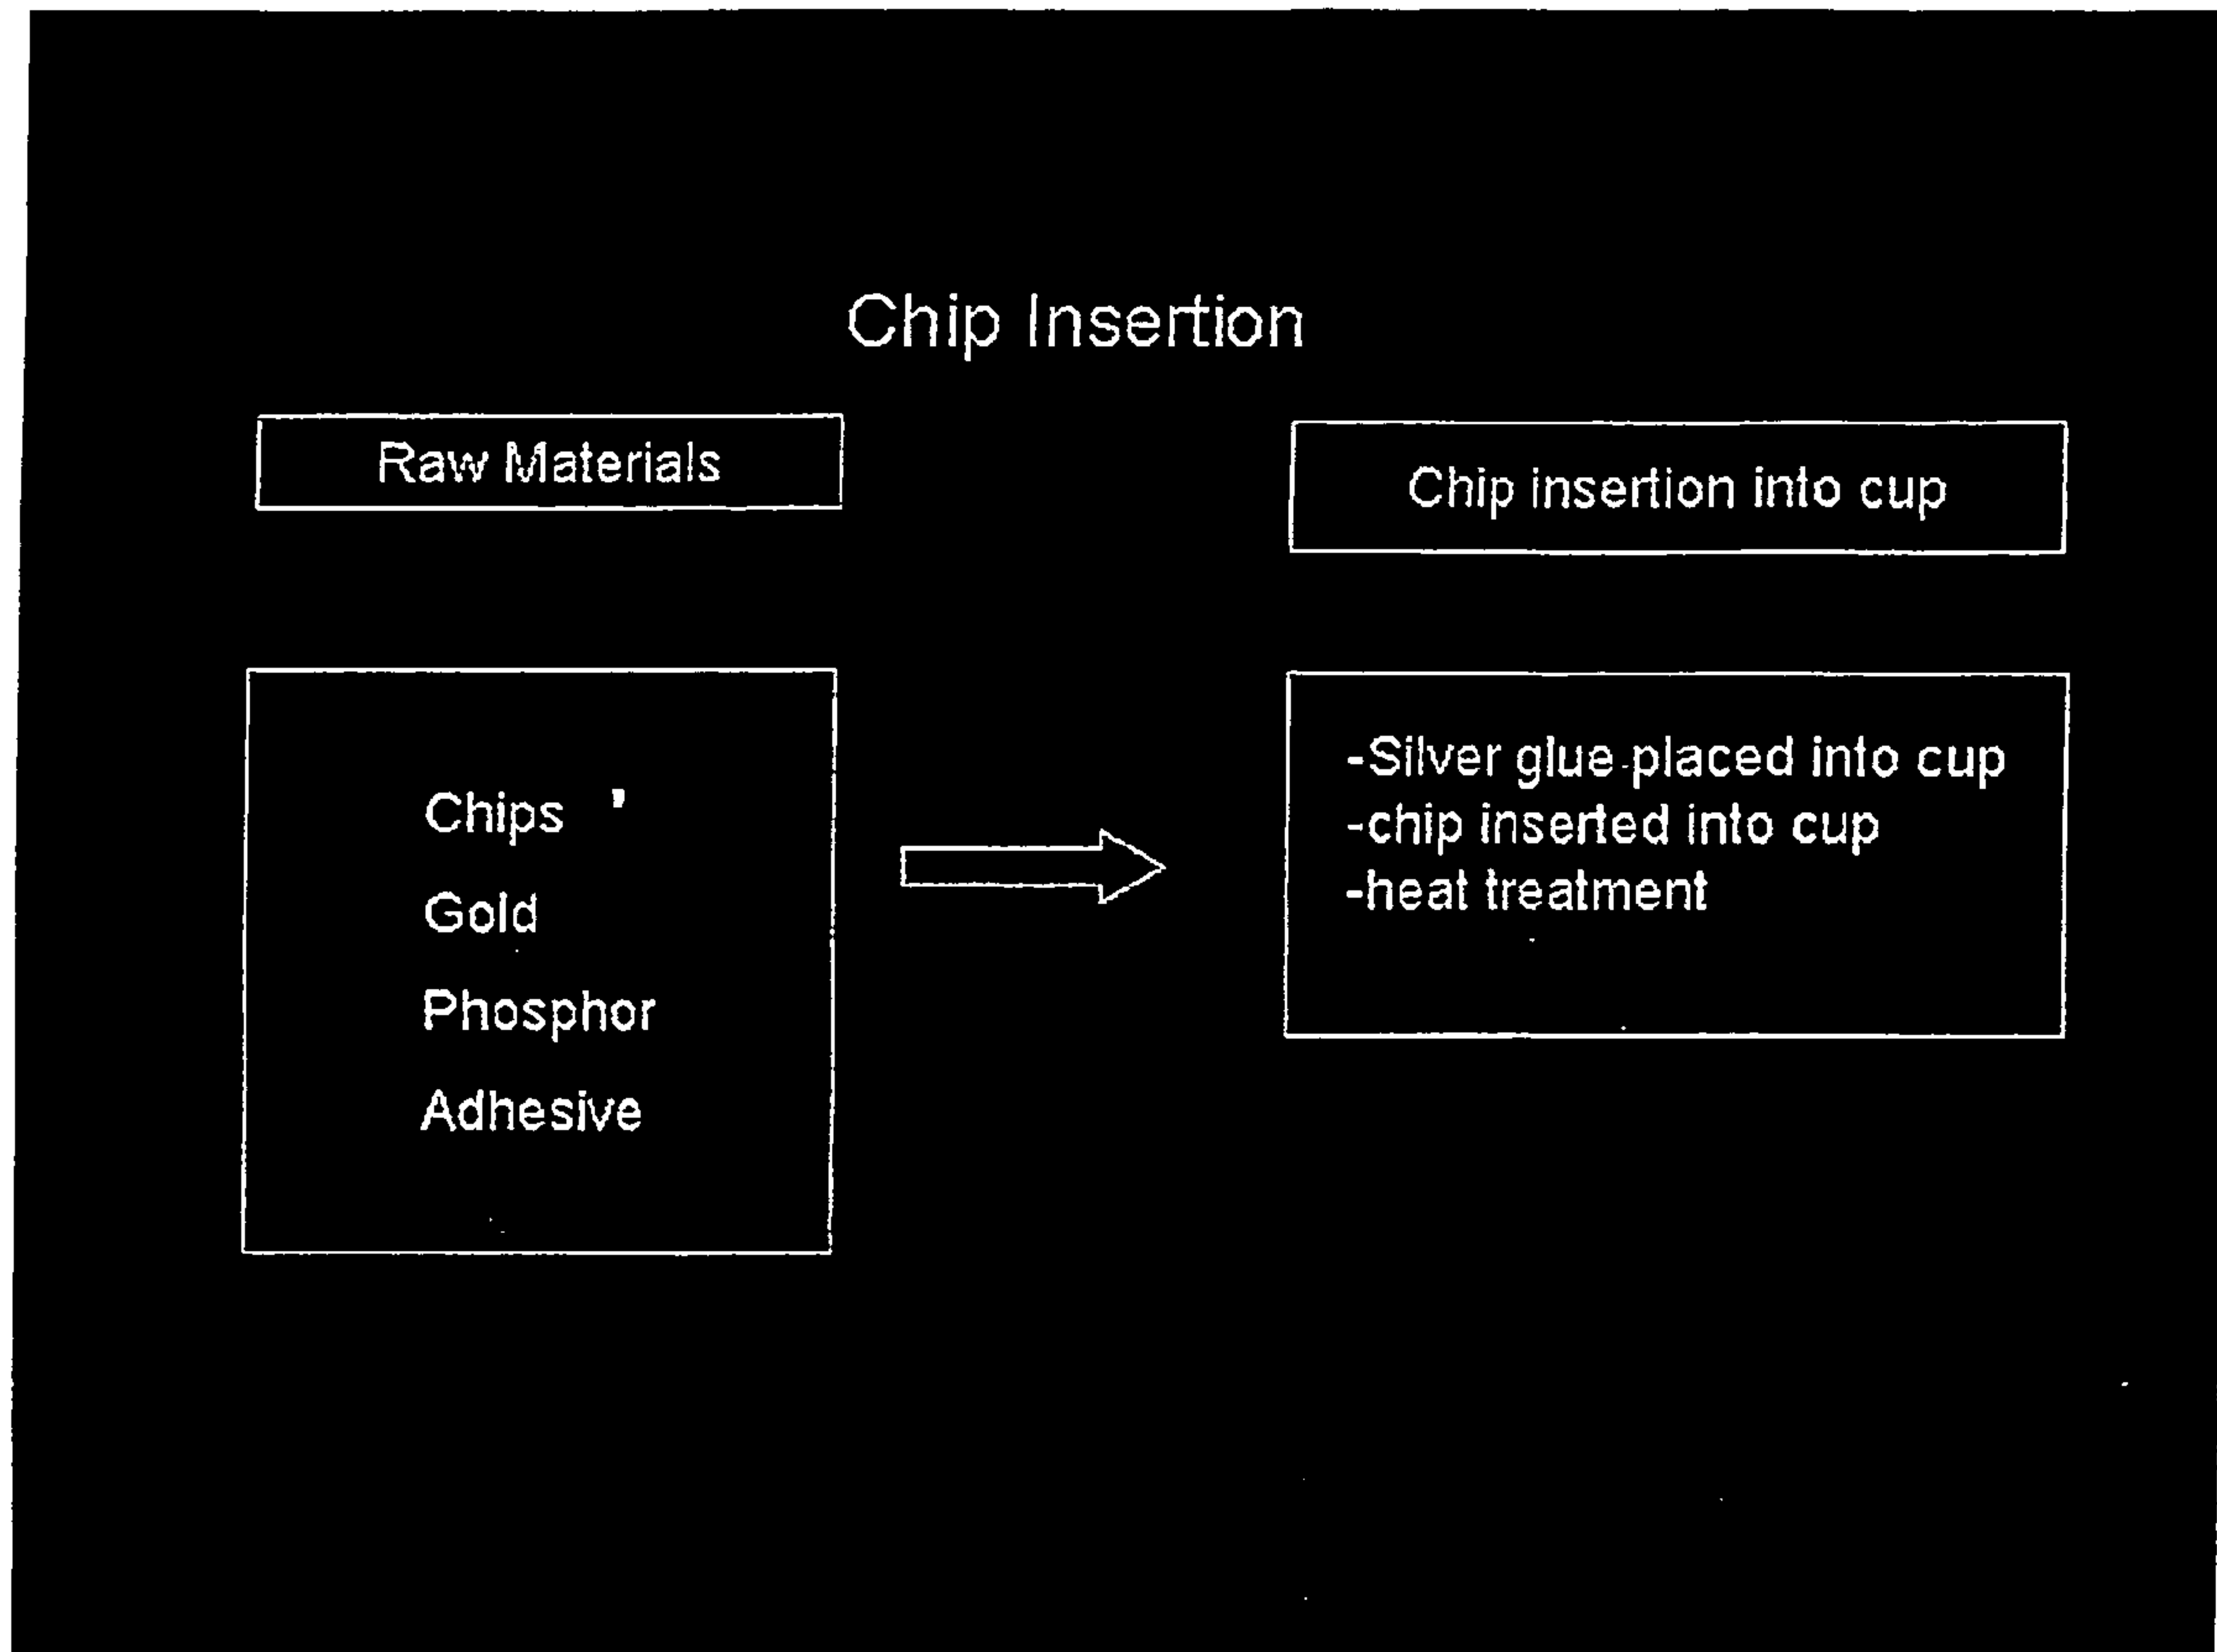 Chip Insertion
Raw Materials
Chip insertion into cup
Chips
Gold
Phosphor
Adhesive
-Silver glue placed into cup
-chip inserted into cup
-heat treatment